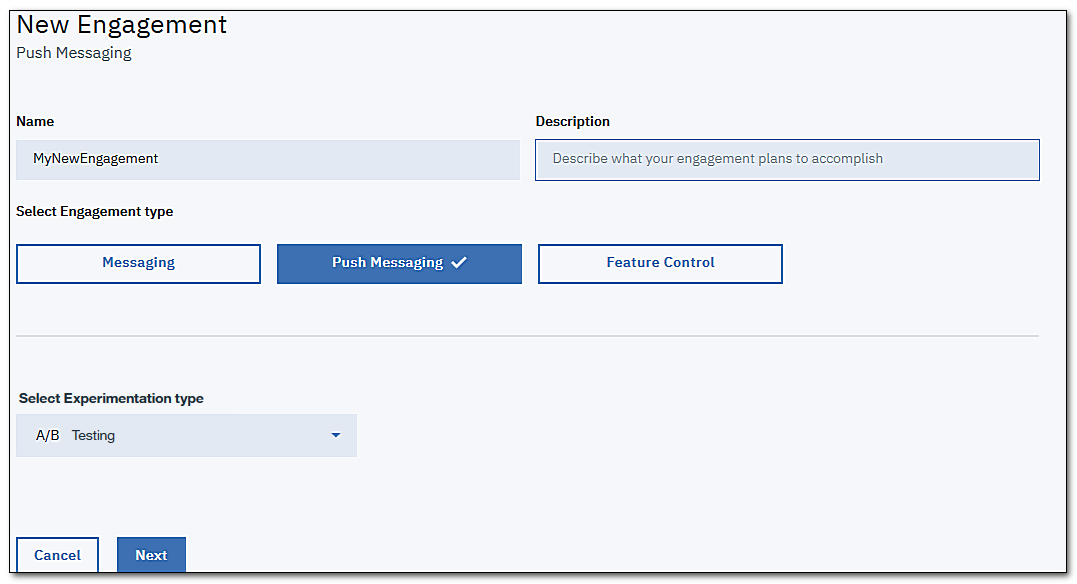 New Engagement
Push Messaging
Name
Description
MyNewEngagement
Describe what your engagement plans to accomplish
Select Engagement type
Messaging
Push Messaging
Feature Control
Select Experimentation type
A/B Testing
Cancel
Next